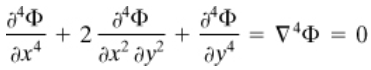 ∂⁴Φ/∂x⁴ + 2 ∂⁴Φ/∂x² ∂y² + ∂⁴Φ/∂y⁴ = ∇⁴Φ = 0